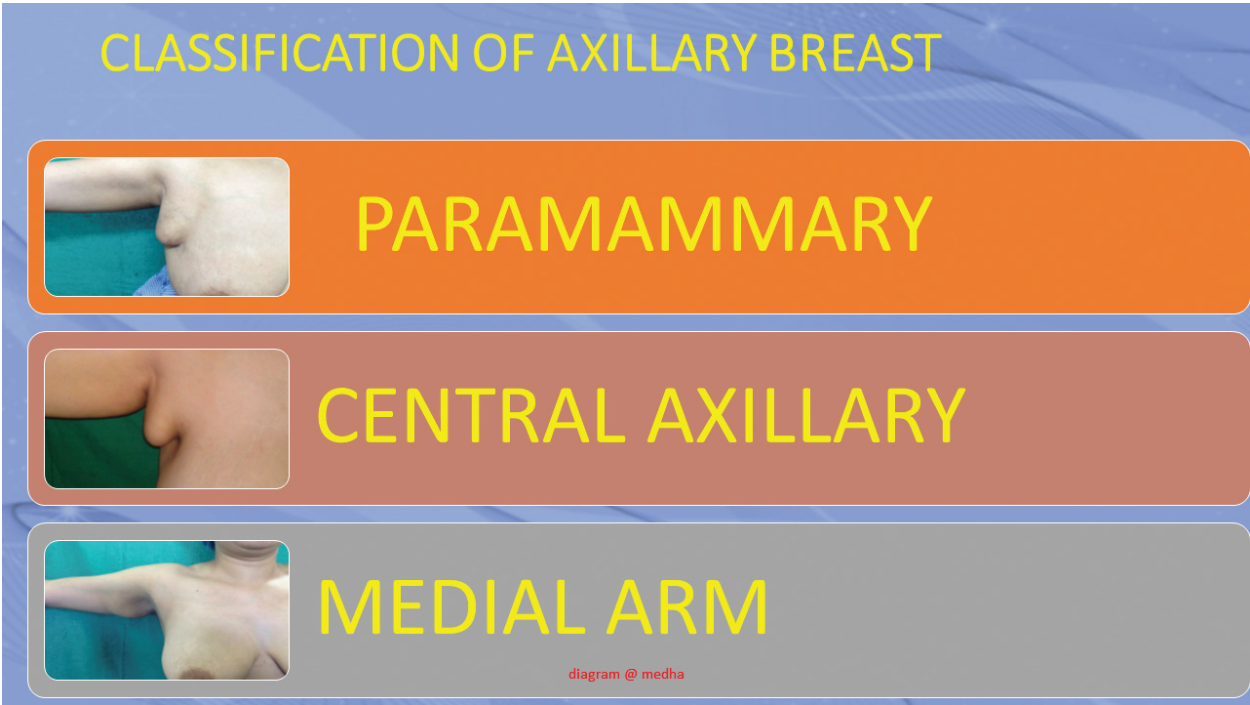 CLASSIFICATION OF AXILLARY BREAST
PARAMAMMARY
CENTRAL AXILLARY
MEDIAL ARM
diagram @ medha